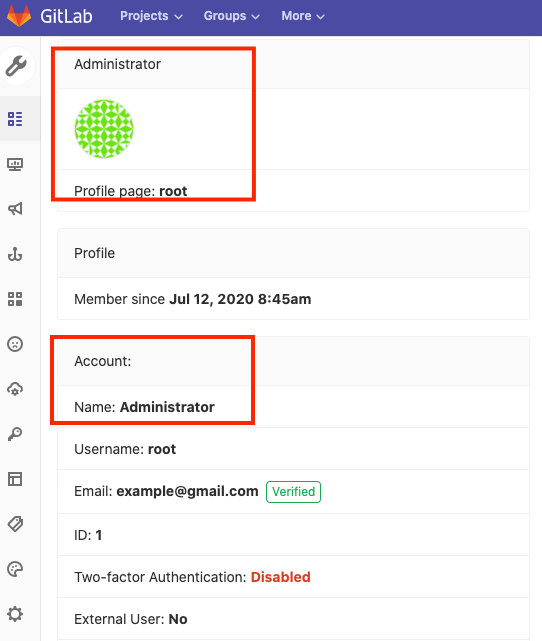 GitLab Projects Groups More
Administrator
Profile page: root
Profile
Member since Jul 12, 2020 8:45am
Account:
Name: Administrator
Username: root
Email: example@gmail.com Verified
ID: 1
Two-factor Authentication: Disabled
External User: No